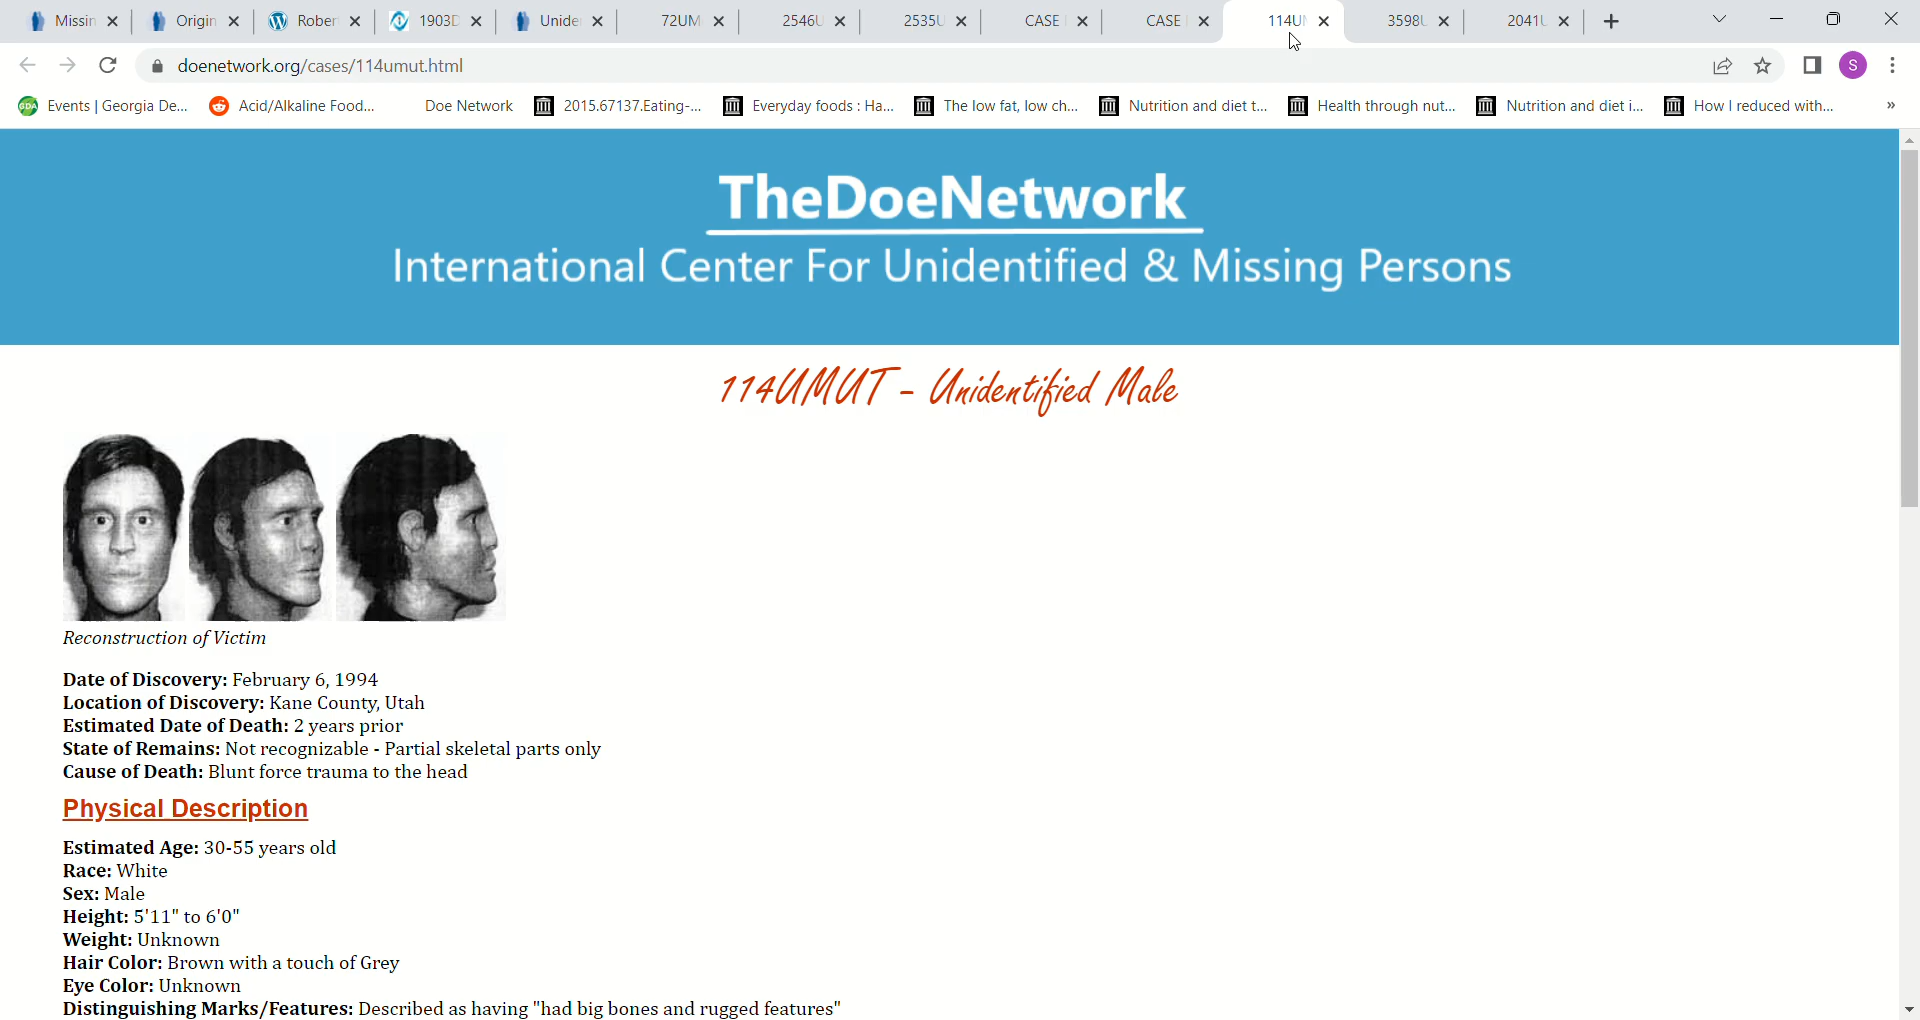 Missin
Origin
Rober
1903D
Unide
72UM
2546U
2535U
CASE
CASE
114U
3598U
2041U
doenetwork.org/cases/114umut.html
S
GDA
Events | Georgia De...
Acid/Alkaline Food...
Doe Network
2015.67137.Eating-...
Everyday foods : Ha...
The low fat, low ch...
Nutrition and diet t...
Health through nut...
Nutrition and diet i...
How I reduced with...
»
TheDoeNetwork
International Center For Unidentified & Missing Persons
114UMUT - Unidentified Male
Reconstruction of Victim
Date of Discovery: February 6, 1994
Location of Discovery: Kane County, Utah
Estimated Date of Death: 2 years prior
State of Remains: Not recognizable - Partial skeletal parts only
Cause of Death: Blunt force trauma to the head
Physical Description
Estimated Age: 30-55 years old
Race: White
Sex: Male
Height: 5'11" to 6'0"
Weight: Unknown
Hair Color: Brown with a touch of Grey
Eye Color: Unknown
Distinguishing Marks/Features: Described as having "had big bones and rugged features"